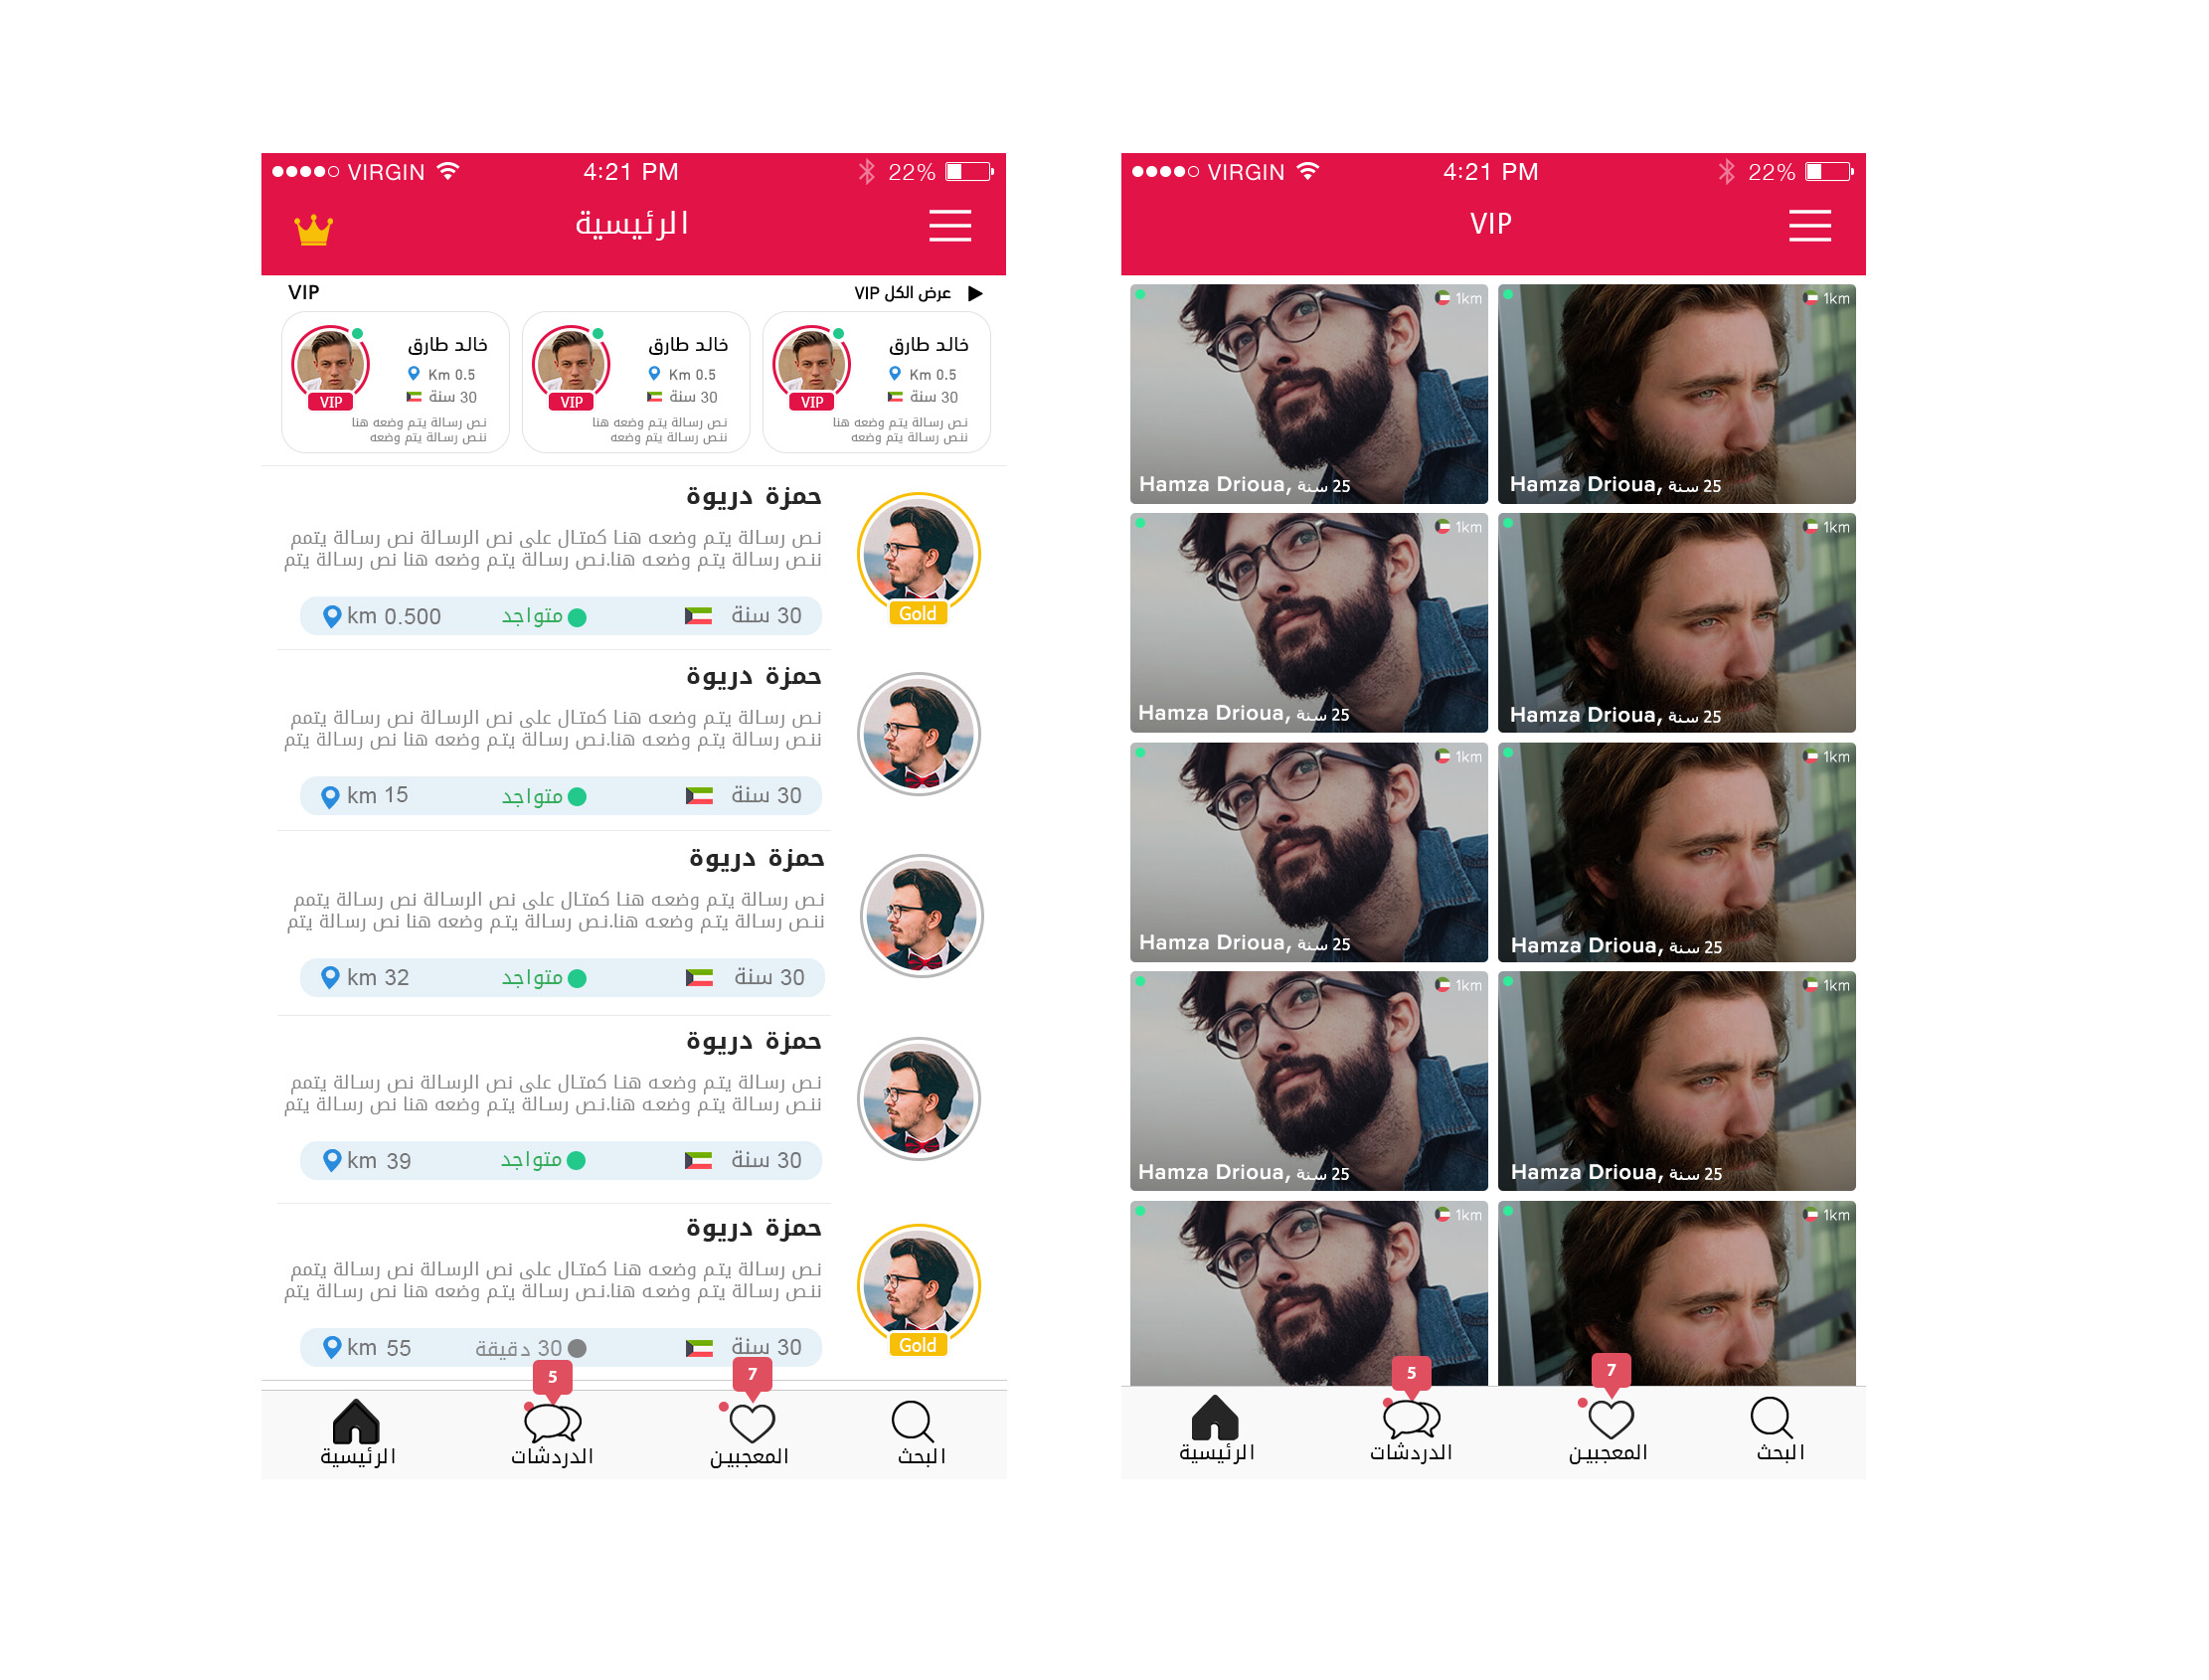 VIRGIN 4:21 PM 22%
الرئيسية
VIP
عرض الكل VIP
خالد طارق
Km 0.5
30 سنة
VIP
نص رسالة يتم وضعه هنا
ننص رسالة يتم وضعه
خالد طارق
Km 0.5
30 سنة
VIP
نص رسالة يتم وضعه هنا
ننص رسالة يتم وضعه
خالد طارق
Km 0.5
30 سنة
VIP
نص رسالة يتم وضعه هنا
ننص رسالة يتم وضعه
حمزة دريوة
نص رسالة يتم وضعه هنا كمتال على نص الرسالة نص رسالة يتمم
ننص رسالة يتم وضعه هنا.نص رسالة يتم وضعه هنا نص رسالة يتم
30 سنة متواجد km 0.500
Gold
حمزة دريوة
نص رسالة يتم وضعه هنا كمتال على نص الرسالة نص رسالة يتمم
ننص رسالة يتم وضعه هنا.نص رسالة يتم وضعه هنا نص رسالة يتم
30 سنة متواجد km 15
حمزة دريوة
نص رسالة يتم وضعه هنا كمتال على نص الرسالة نص رسالة يتمم
ننص رسالة يتم وضعه هنا.نص رسالة يتم وضعه هنا نص رسالة يتم
30 سنة متواجد km 32
حمزة دريوة
نص رسالة يتم وضعه هنا كمتال على نص الرسالة نص رسالة يتمم
ننص رسالة يتم وضعه هنا.نص رسالة يتم وضعه هنا نص رسالة يتم
30 سنة متواجد km 39
حمزة دريوة
نص رسالة يتم وضعه هنا كمتال على نص الرسالة نص رسالة يتمم
ننص رسالة يتم وضعه هنا.نص رسالة يتم وضعه هنا نص رسالة يتم
30 سنة 30 دقيقة km 55
Gold
5
7
الرئيسية
الدردشات
المعجبين
البحث
VIRGIN 4:21 PM 22%
VIP
1km
Hamza Drioua, 25 سنة
1km
Hamza Drioua, 25 سنة
1km
Hamza Drioua, 25 سنة
1km
Hamza Drioua, 25 سنة
1km
Hamza Drioua, 25 سنة
1km
Hamza Drioua, 25 سنة
1km
Hamza Drioua, 25 سنة
1km
Hamza Drioua, 25 سنة
1km
1km
5
7
الرئيسية
الدردشات
المعجبين
البحث